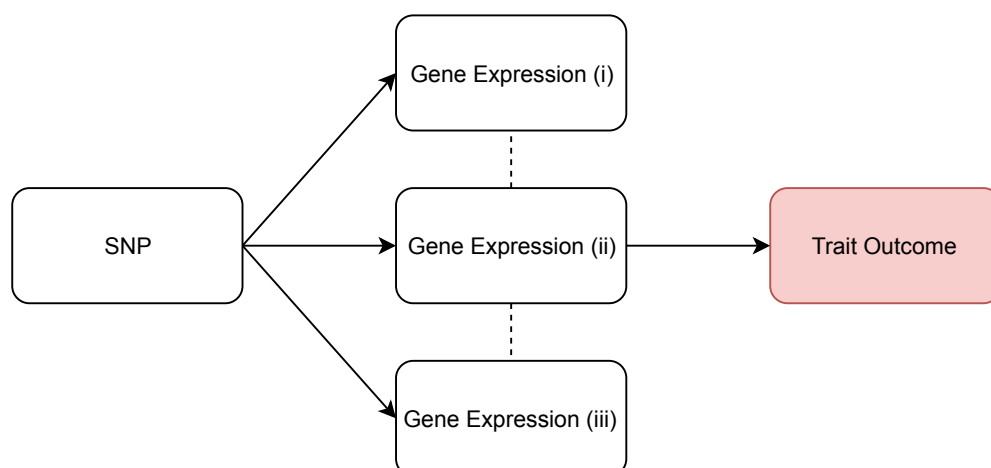 Gene Expression (i)
SNP
Gene Expression (ii)
Trait Outcome
Gene Expression (iii)